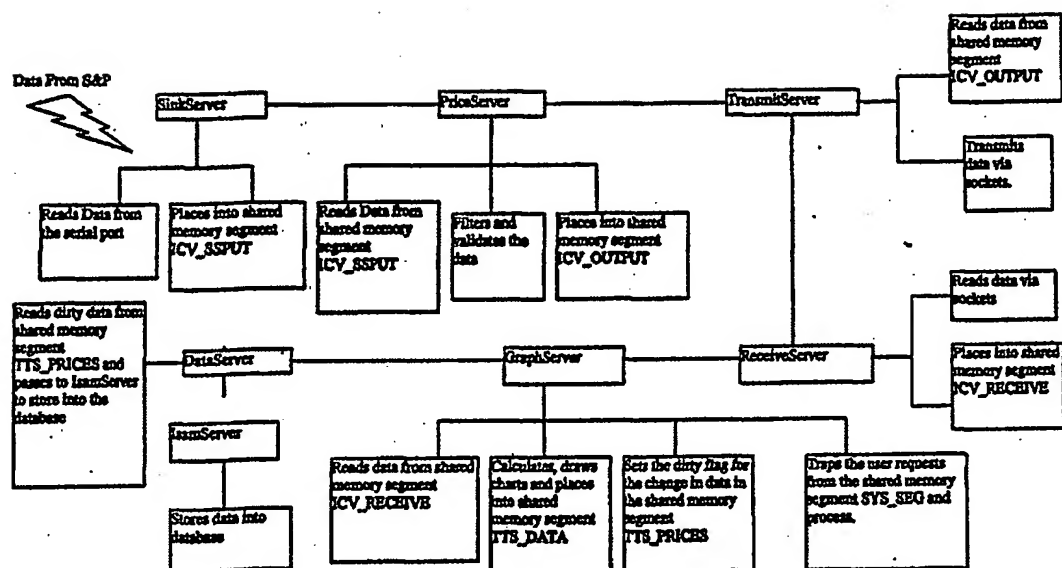 Data From S&P
SinkServer
PriceServer
TransmitServer
Reads data from
shared memory
segment
ICV_OUTPUT
Transmits
data via
sockets.
Reads Data from
the serial port
Places into shared
memory segment
ICV_SSPUT
Reads Data from
shared memory
segment
ICV_SSPUT
Filters and
validates the
data
Places into shared
memory segment
ICV_OUTPUT
Reads dirty data from
shared memory
segment
TTS_PRICES and
passes to IsamServer
to store into the
database
DataServer
GraphServer
ReceiveServer
Reads data via
sockets
Places into shared
memory segment
ICV_RECEIVE
IsamServer
Stores data into
database
Reads data from shared
memory segment
ICV_RECEIVE
Calculates, draws
charts and places
into shared
memory segment
TTS_DATA
Sets the dirty flag for
the change in data in
the shared memory
segment
TTS_PRICES
Traps the user requests
from the shared memory
segment SYS_SEG and
process.